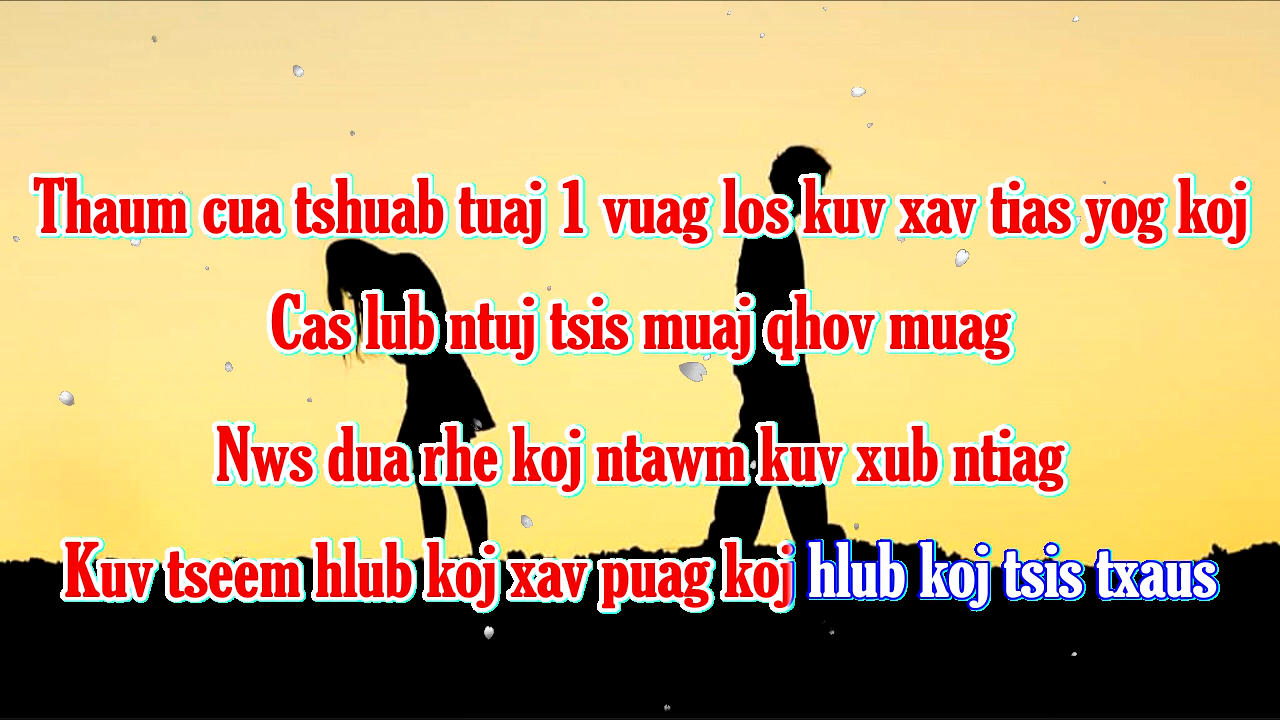 Thaum cua tshuab tuaj 1 vuag los kuv xav tias yog koj
Cas lub ntuj tsis muaj qhov muag
Nws dua rhe koj ntawm kuv xub ntiag
Kuv tseem hlub koj xav puag koj hlub koj tsis txaus